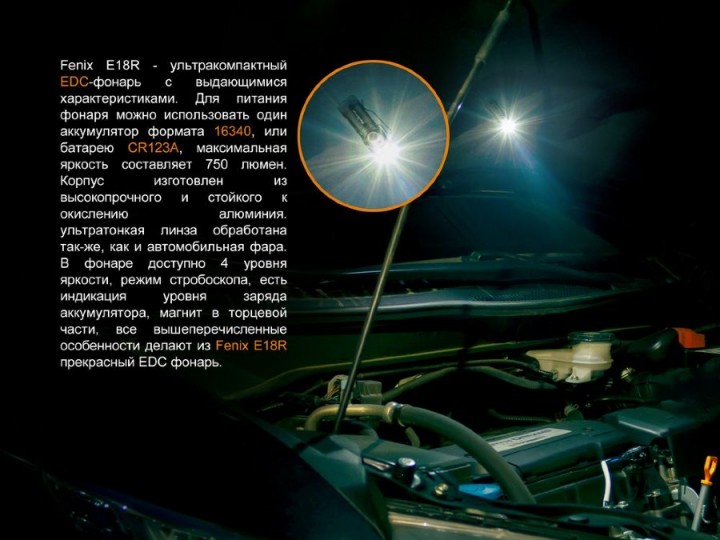 Fenix E18R - ультракомпактный
EDC-фонарь с выдающимися
характеристиками. Для питания
фонаря можно использовать один
аккумулятор формата 16340, или
батарею CR123A, максимальная
яркость составляет 750 люмен.
Корпус изготовлен из
высокопрочного и стойкого к
окислению алюминия.
ультратонкая линза обработана
так-же, как и автомобильная фара.
В фонаре доступно 4 уровня
яркости, режим стробоскопа, есть
индикация уровня заряда
аккумулятора, магнит в торцевой
части, все вышеперечисленные
особенности делают из Fenix E18R
прекрасный EDC фонарь.